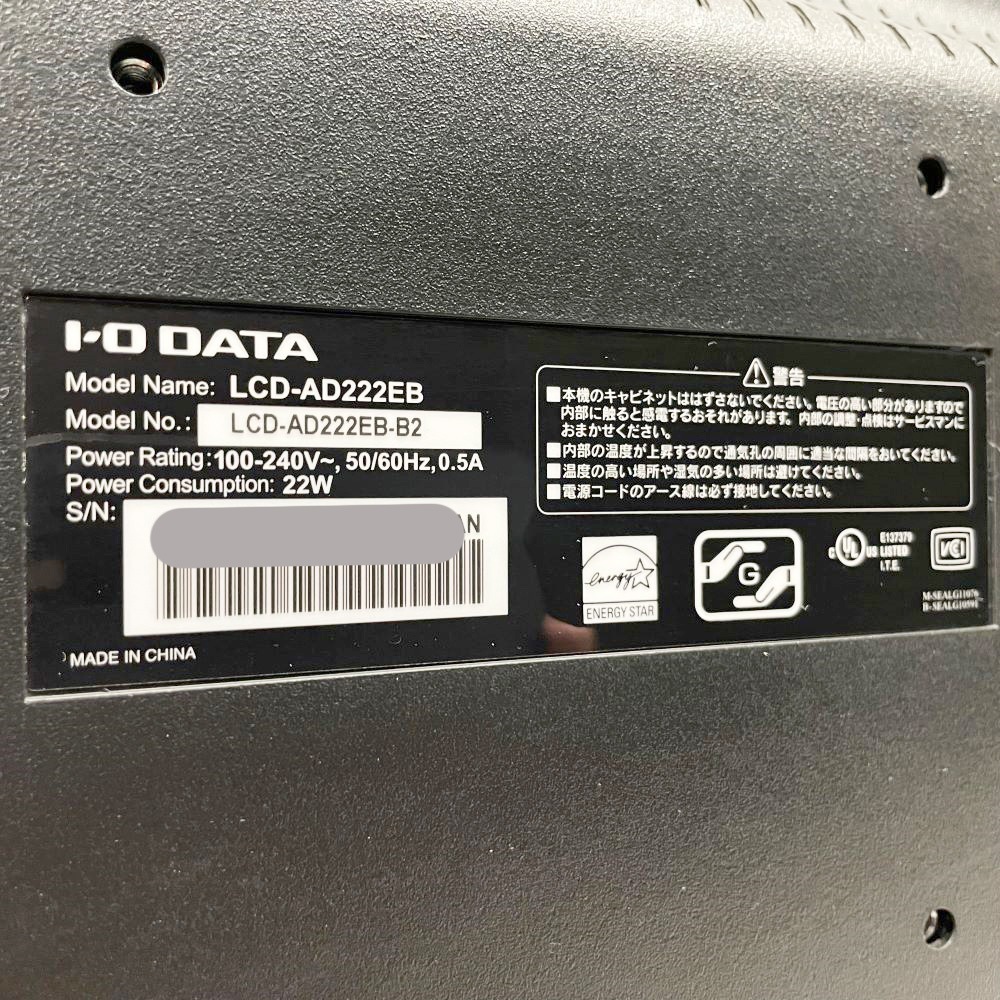 I-O DATA
Model Name: LCD-AD222EB
Model No.: LCD-AD222EB-B2
Power Rating:100-240V~, 50/60Hz, 0.5A
Power Consumption: 22W
S/N:
AN
MADE IN CHINA
警告
■本機のキャビネットははずさないでください。電圧の高い部分がありますので
内部に触ると感電するおそれがあります。内部の調整・点検はサービスマンに
おまかせください。
■内部の温度が上昇するので通気孔の周囲に適当な間隔をおいてください。
■温度の高い場所や湿気の多い場所は避けてください。
■電源コードのアース線は必ず接地してください。
energy
ENERGY STAR
G
c UL US LISTED
E137379
I.T.E.
VCI
M-SEALG11076